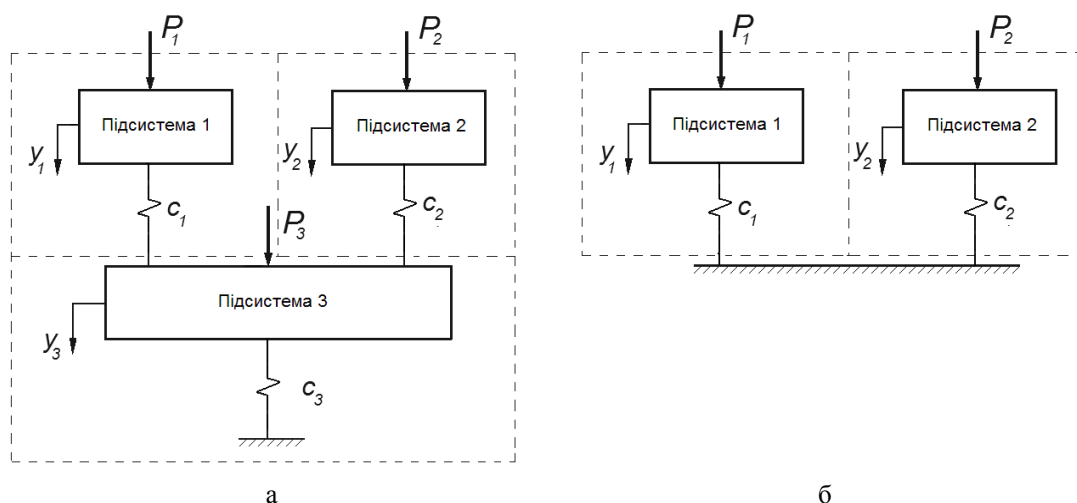 P₁ P₂ P₁ P₂
Підсистема 1 Підсистема 2 Підсистема 1 Підсистема 2
y₁ y₂ y₁ y₂
c₁ c₂ c₁ c₂
P₃
Підсистема 3
y₃
c₃
а б